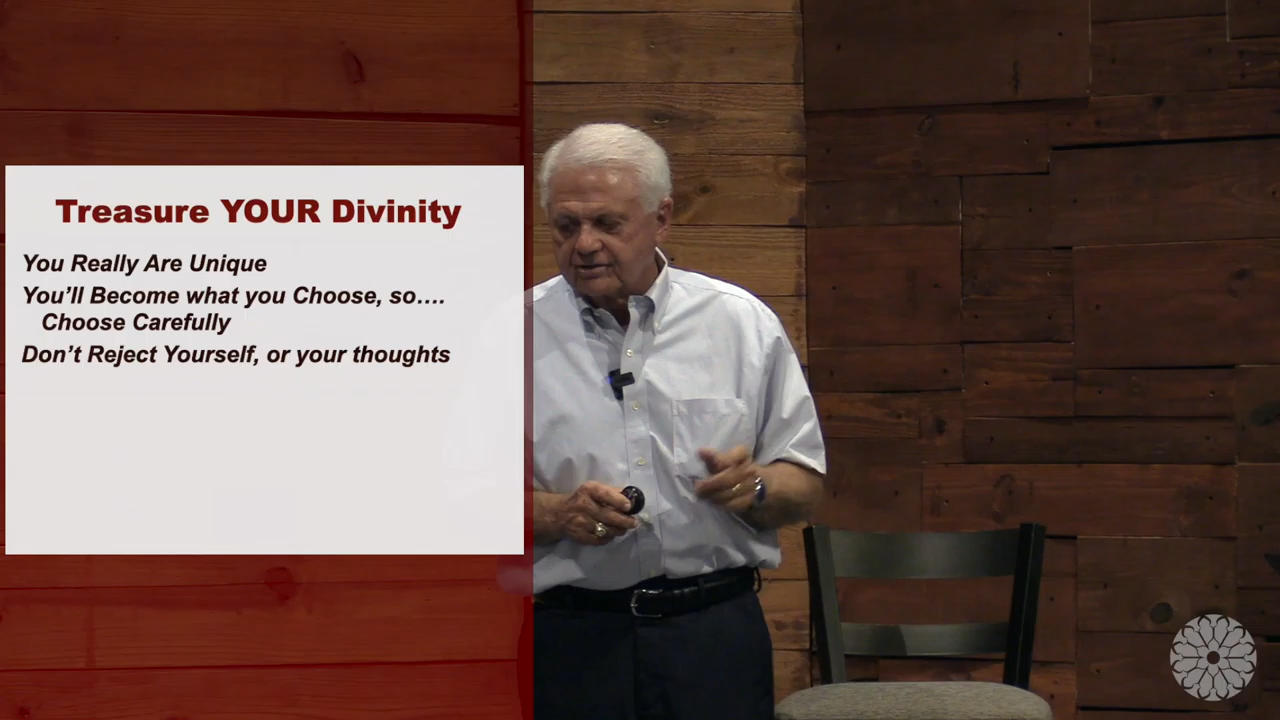 Treasure YOUR Divinity
You Really Are Unique
You’ll Become what you Choose, so….
Choose Carefully
Don’t Reject Yourself, or your thoughts